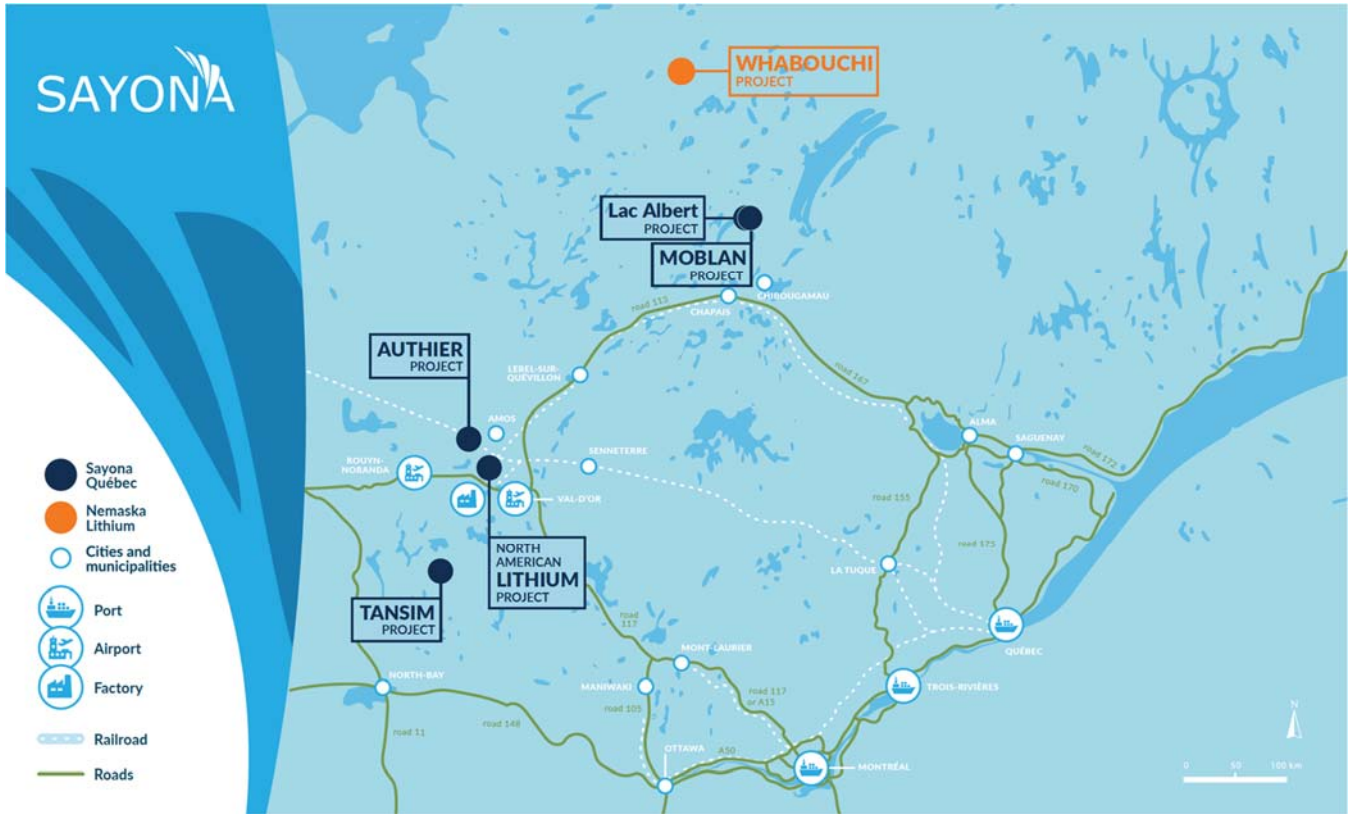 SAYONA
WHABOUCHI
PROJECT
Lac Albert
PROJECT
MOBLAN
PROJECT
CHIBOUGAMAU
road 113
CHAPAIS
AUTHIER
PROJECT
LEBEL-SUR-
QUÉVILLON
road 167
AMOS
ALMA
SAGUENAY
ROUYN-
NORANDA
SENNETERRE
road 172
VAL-D'OR
road 155
road 170
NORTH
AMERICAN
LITHIUM
PROJECT
road 175
LA TUQUE
TANSIM
PROJECT
road
117
QUÉBEC
MONT-LAURIER
NORTH-BAY
MANIWAKI
road 117
or A15
TROIS-RIVIÈRES
road 105
road 148
road 11
OTTAWA
A50
MONTRÉAL
Sayona
Québec
Nemaska
Lithium
Cities and
municipalities
Port
Airport
Factory
Railroad
Roads
N
0 50 100 km